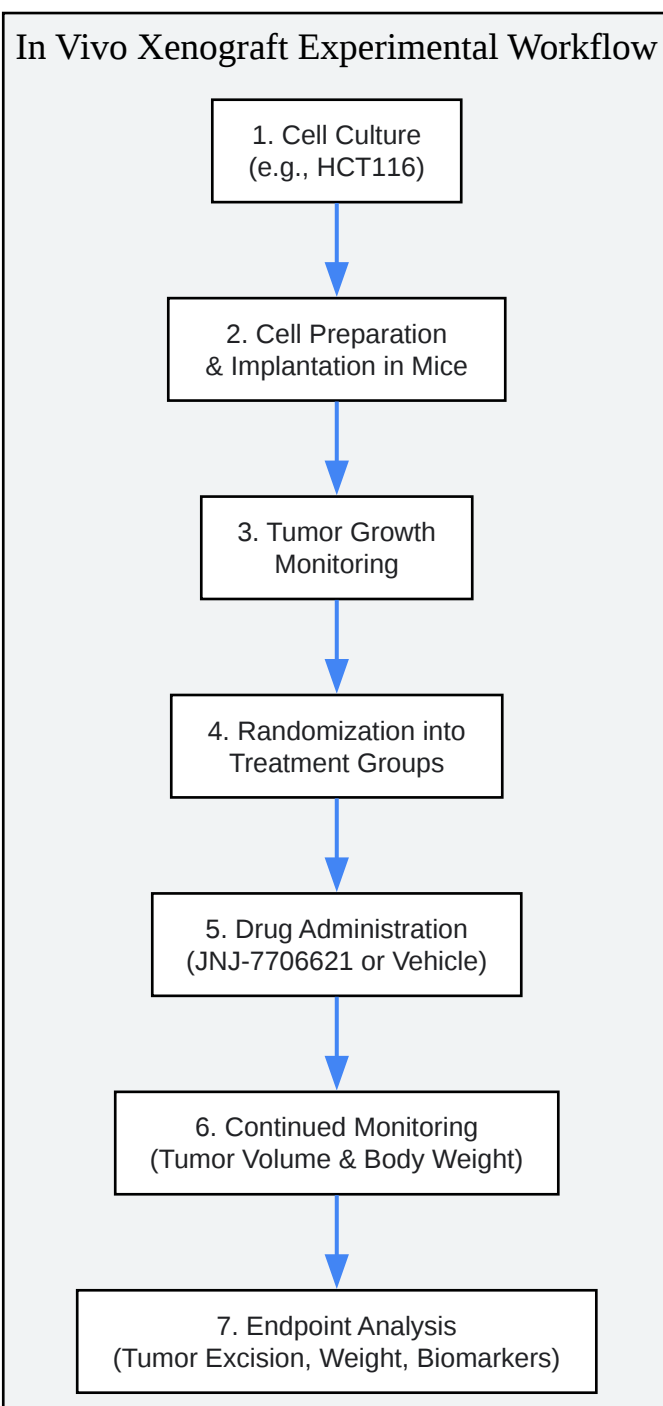 In Vivo Xenograft Experimental Workflow
1. Cell Culture
(e.g., HCT116)
2. Cell Preparation
& Implantation in Mice
3. Tumor Growth
Monitoring
4. Randomization into
Treatment Groups
5. Drug Administration
(JNJ-7706621 or Vehicle)
6. Continued Monitoring
(Tumor Volume & Body Weight)
7. Endpoint Analysis
(Tumor Excision, Weight, Biomarkers)